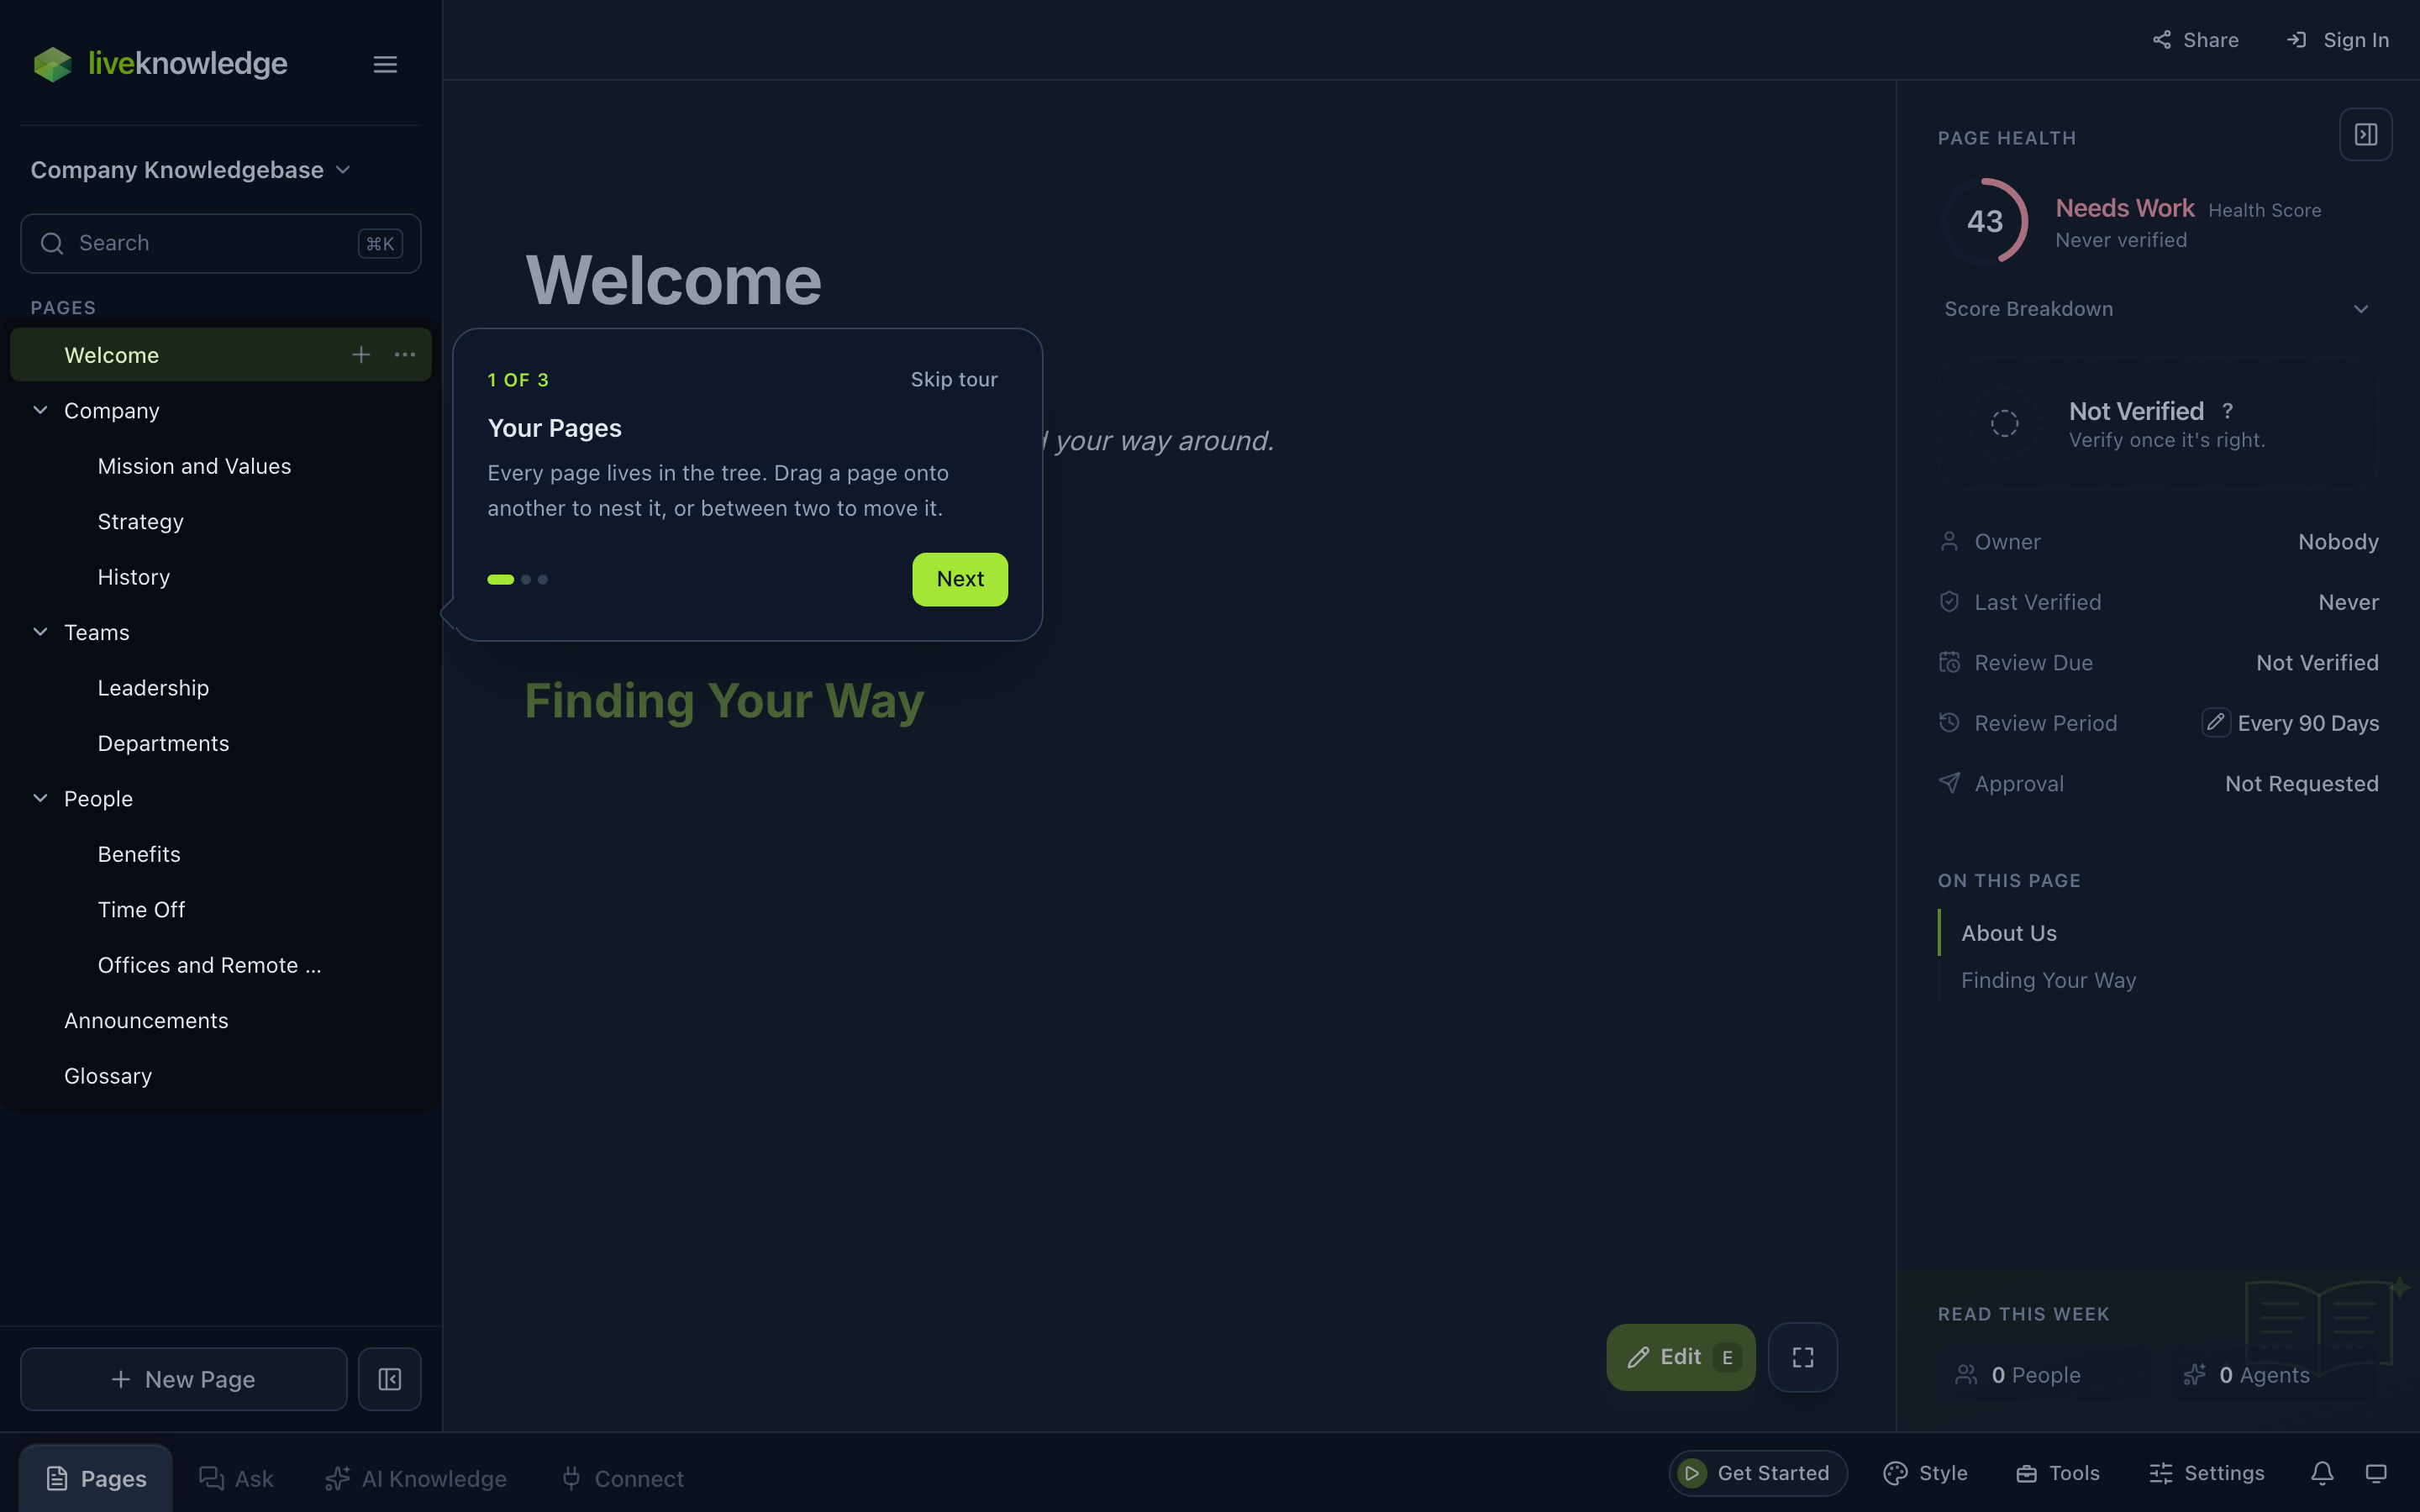 liveknowledge
Share
Sign In
Company Knowledgebase
Search
⌘K
PAGES
Welcome
Company
Mission and Values
Strategy
History
Teams
Leadership
Departments
People
Benefits
Time Off
Offices and Remote ...
Announcements
Glossary
New Page
Welcome
your way around.
1 OF 3
Skip tour
Your Pages
Every page lives in the tree. Drag a page onto
another to nest it, or between two to move it.
Next
Finding Your Way
Edit E
PAGE HEALTH
43
Needs Work Health Score
Never verified
Score Breakdown
Not Verified ?
Verify once it's right.
Owner Nobody
Last Verified Never
Review Due Not Verified
Review Period Every 90 Days
Approval Not Requested
ON THIS PAGE
About Us
Finding Your Way
READ THIS WEEK
0 People
0 Agents
Pages
Ask
AI Knowledge
Connect
Get Started
Style
Tools
Settings